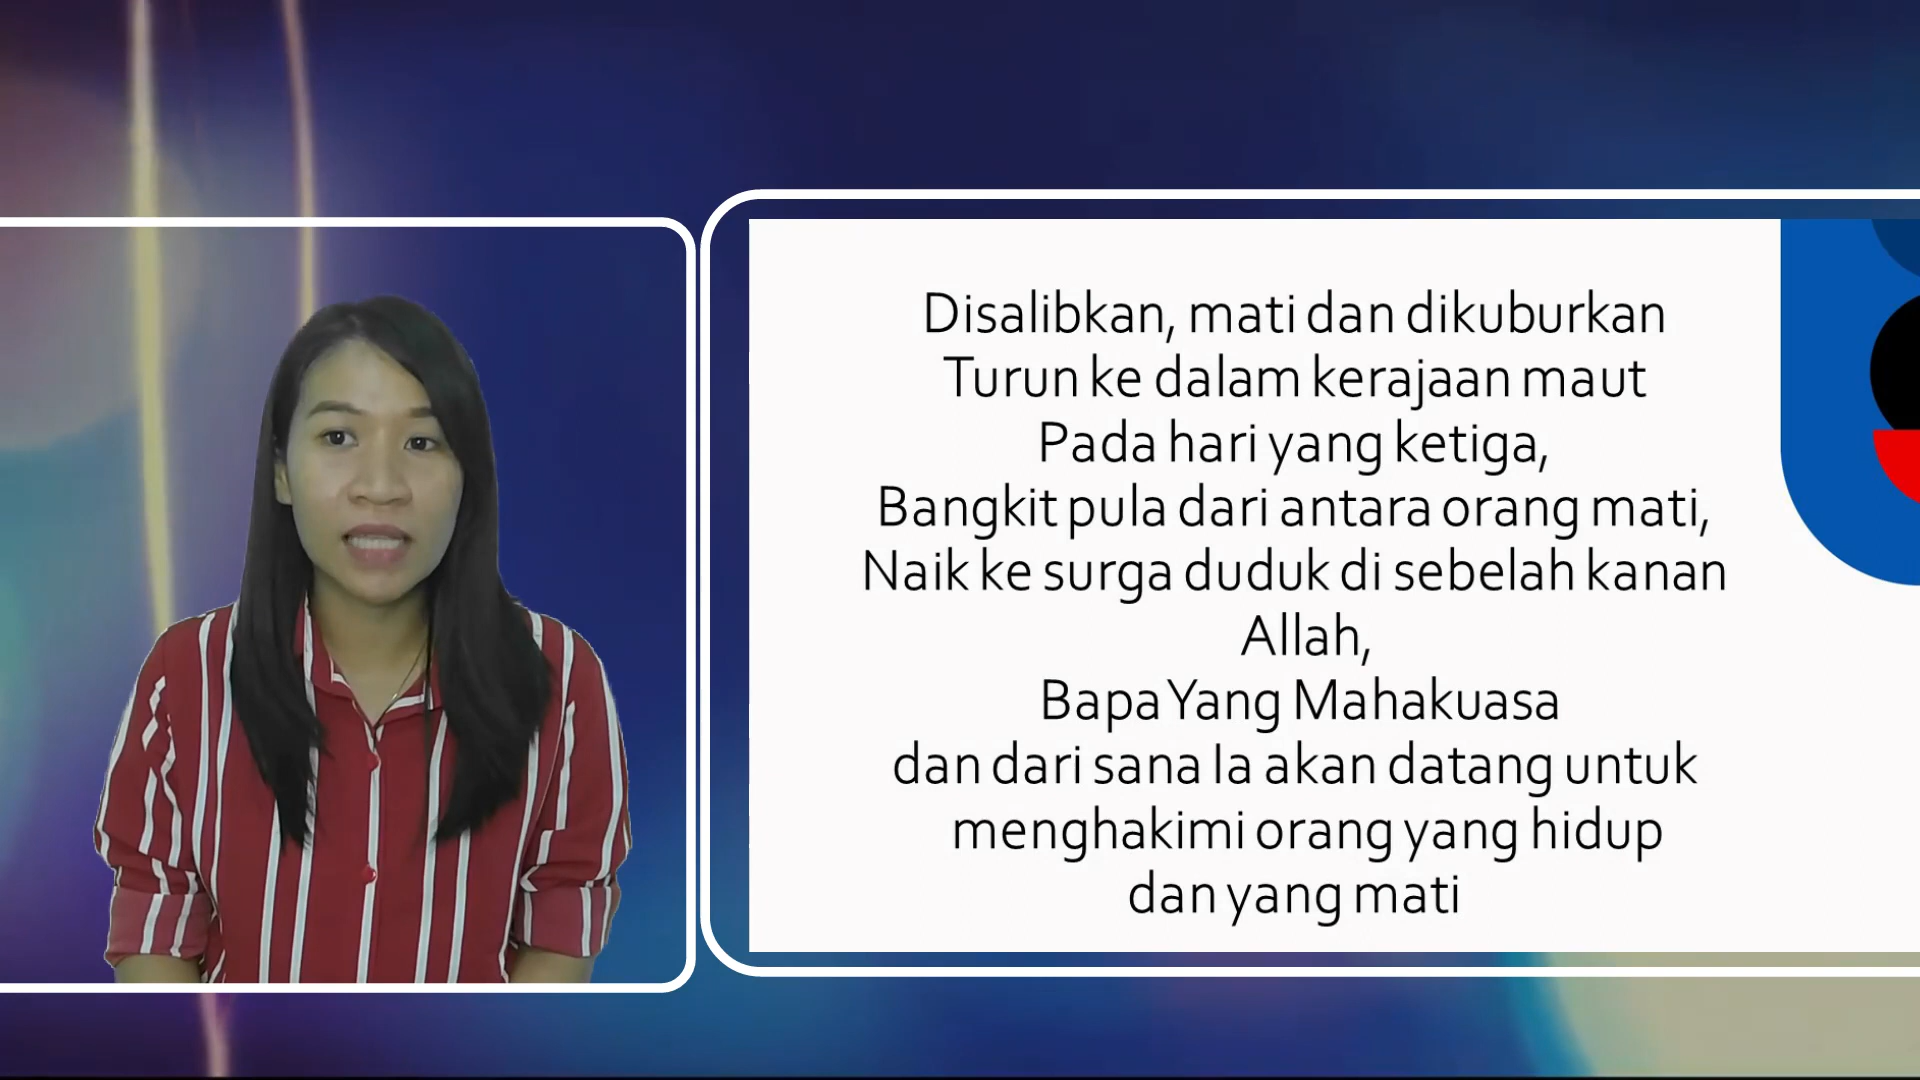 Disalibkan, mati dan dikuburkan
Turun ke dalam kerajaan maut
Pada hari yang ketiga,
Bangkit pula dari antara orang mati,
Naik ke surga duduk di sebelah kanan
Allah,
Bapa Yang Mahakuasa
dan dari sana Ia akan datang untuk
menghakimi orang yang hidup
dan yang mati